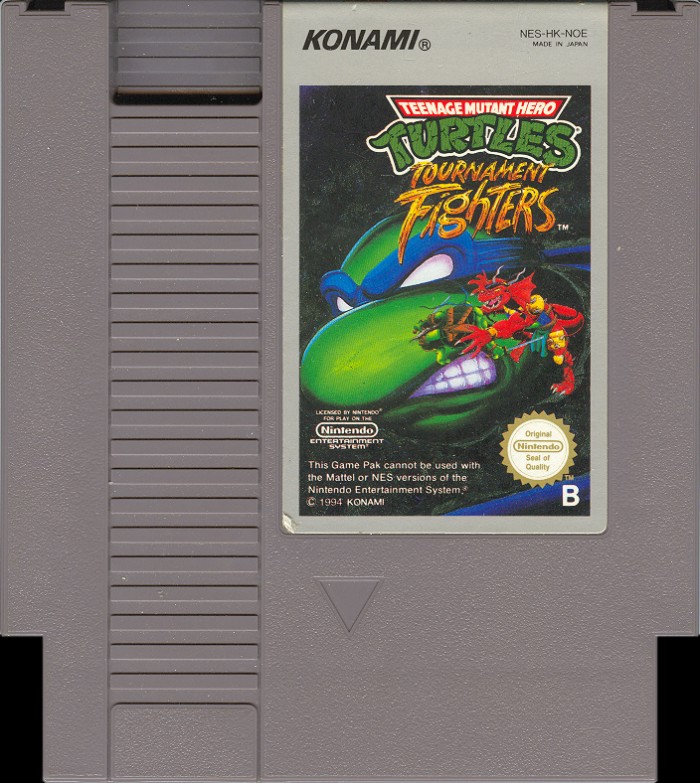 KONAMI®
NES-HK-NOE
MADE IN JAPAN
TEENAGE MUTANT HERO
TURTLES
TOURNAMENT
FighTERS™
LICENSED BY NINTENDO®
FOR PLAY ON THE
Nintendo
ENTERTAINMENT
SYSTEM™
Original
Nintendo
Seal of
Quality
TM
This Game Pak cannot be used with
the Mattel or NES versions of the
Nintendo Entertainment System.®
© 1994 KONAMI
B